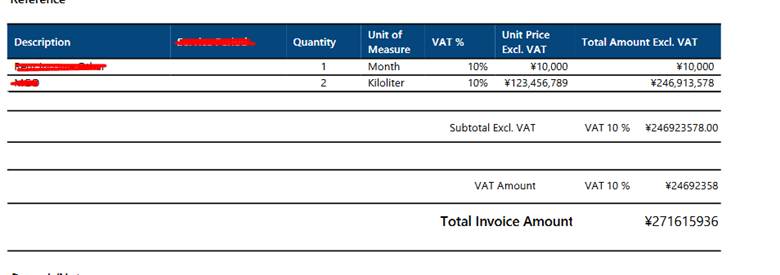 Reference
Description Quantity Unit of Measure VAT % Unit Price Excl. VAT Total Amount Excl. VAT
1 Month 10% ¥10,000 ¥10,000
2 Kiloliter 10% ¥123,456,789 ¥246,913,578
Subtotal Excl. VAT VAT 10 % ¥246923578.00
VAT Amount VAT 10 % ¥24692358
Total Invoice Amount ¥271615936